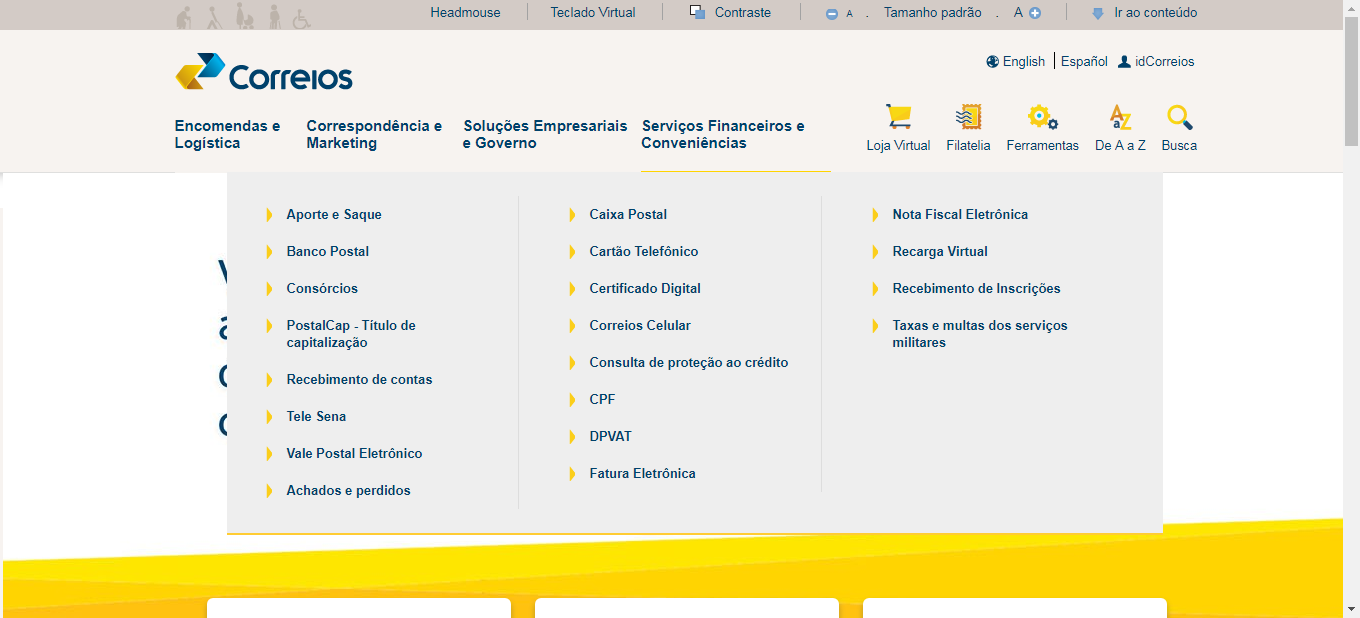 Headmouse
Teclado Virtual
Contraste
A . Tamanho padrão . A
Ir ao conteúdo
English
Español
idCorreios
Correios
Encomendas e
Logística
Correspondência e
Marketing
Soluções Empresariais
e Governo
Serviços Financeiros e
Conveniências
Loja Virtual
Filatelia
Ferramentas
De A a Z
Busca
Aporte e Saque
Banco Postal
Consórcios
PostalCap - Título de
capitalização
Recebimento de contas
Tele Sena
Vale Postal Eletrônico
Achados e perdidos
Caixa Postal
Cartão Telefônico
Certificado Digital
Correios Celular
Consulta de proteção ao crédito
CPF
DPVAT
Fatura Eletrônica
Nota Fiscal Eletrônica
Recarga Virtual
Recebimento de Inscrições
Taxas e multas dos serviços
militares